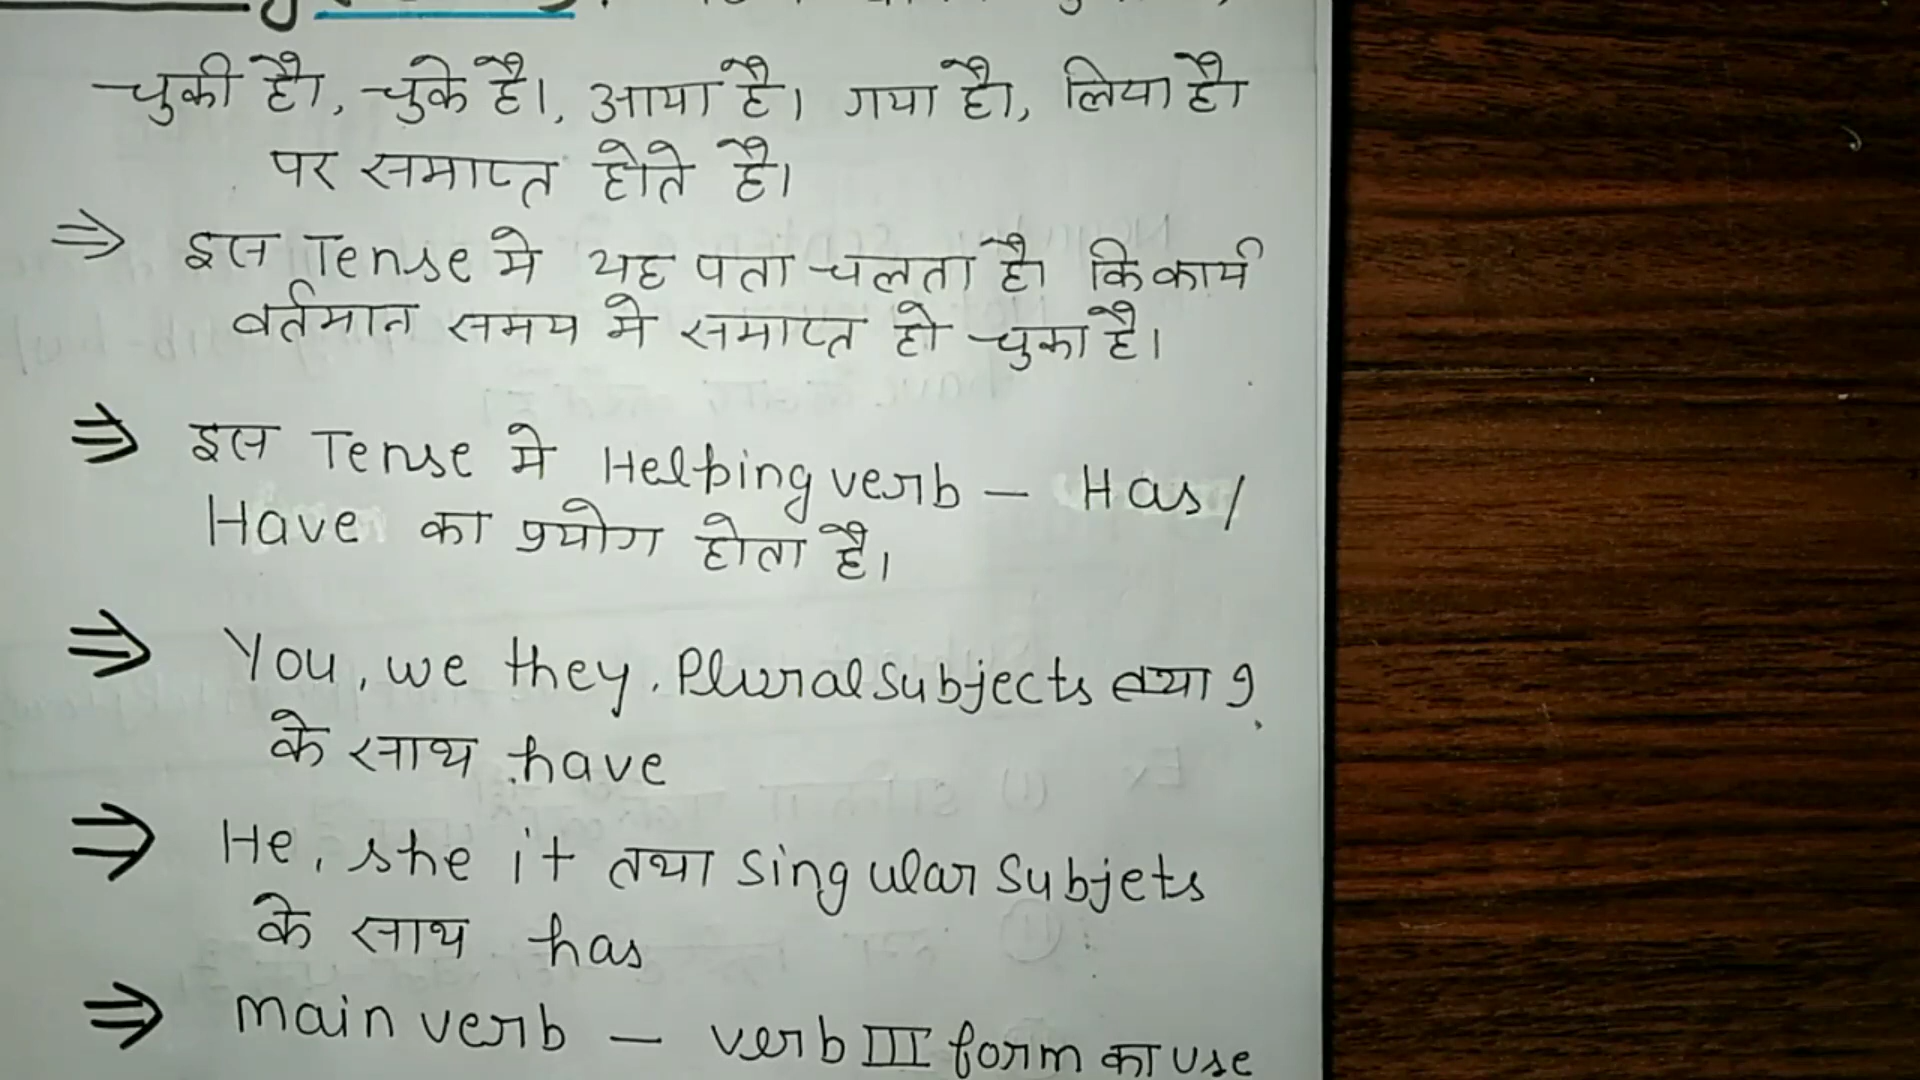 चुकी है।, चुके है।, आया है। गया है।, लिया है।
पर समाप्त होते है।
⇒ इस Tense मे यह पता चलता है। कि कार्य
वर्तमान समय मे समाप्त हो चुका है।
⇒ इस Tense मे Helping verb – Has/
Have का प्रयोग होता है।
⇒ You, we they, Plural subjects तथा I
के साथ have
⇒ He, she it तथा singular Subjets
के साथ has
⇒ main verb – verb III form का use